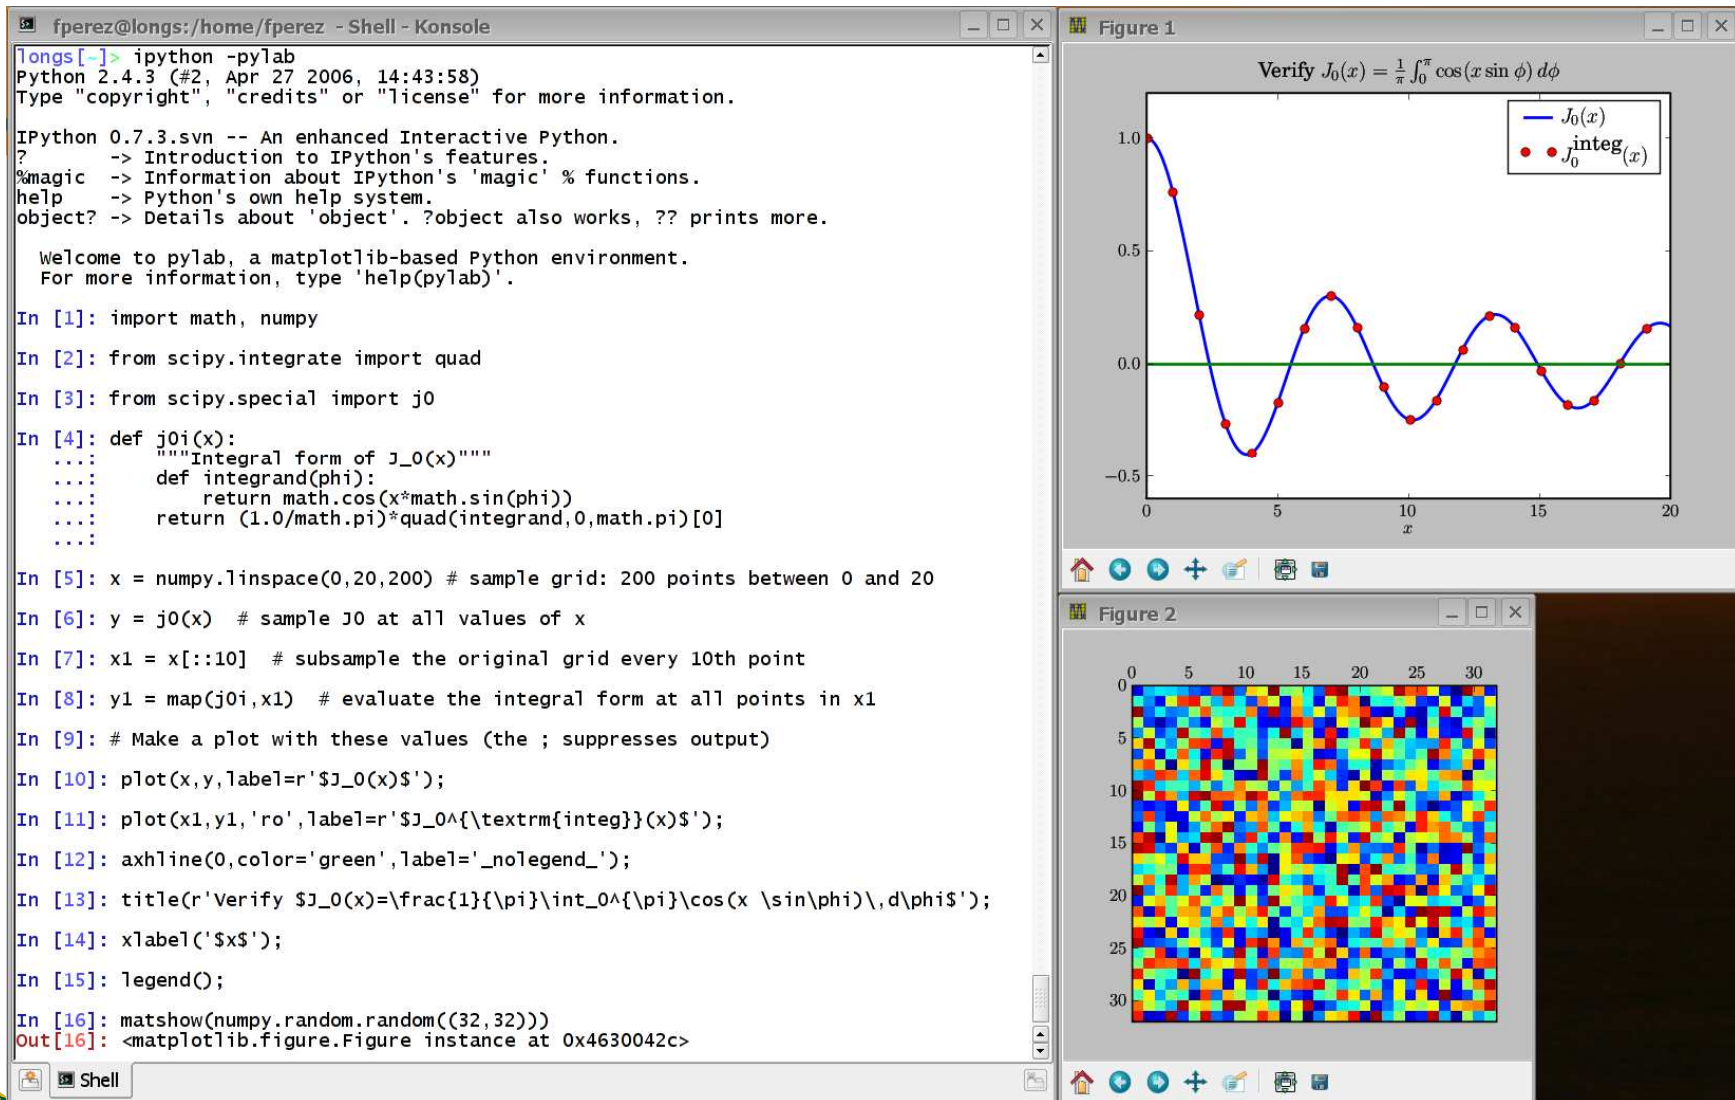 fperez@longs:/home/fperez - Shell - Konsole
longs[~]> ipython -pylab
Python 2.4.3 (#2, Apr 27 2006, 14:43:58)
Type "copyright", "credits" or "license" for more information.
IPython 0.7.3.svn -- An enhanced Interactive Python.
? -> Introduction to IPython's features.
%magic -> Information about IPython's 'magic' % functions.
help -> Python's own help system.
object? -> Details about 'object'. ?object also works, ?? prints more.
Welcome to pylab, a matplotlib-based Python environment.
For more information, type 'help(pylab)'.
In [1]: import math, numpy
In [2]: from scipy.integrate import quad
In [3]: from scipy.special import j0
In [4]: def j0i(x):
...: """Integral form of J_0(x)"""
...: def integrand(phi):
...: return math.cos(x*math.sin(phi))
...: return (1.0/math.pi)*quad(integrand,0,math.pi)[0]
...:
In [5]: x = numpy.linspace(0,20,200) # sample grid: 200 points between 0 and 20
In [6]: y = j0(x) # sample J0 at all values of x
In [7]: x1 = x[::10] # subsample the original grid every 10th point
In [8]: y1 = map(j0i,x1) # evaluate the integral form at all points in x1
In [9]: # Make a plot with these values (the ; suppresses output)
In [10]: plot(x,y,label=r'$J_0(x)$');
In [11]: plot(x1,y1,'ro',label=r'$J_0^{\textrm{integ}}(x)$');
In [12]: axhline(0,color='green',label='_nolegend_');
In [13]: title(r'Verify $J_0(x)=\frac{1}{\pi}\int_0^{\pi}\cos(x \sin\phi)\,d\phi$');
In [14]: xlabel('$x$');
In [15]: legend();
In [16]: matshow(numpy.random.random((32,32)))
Out[16]: <matplotlib.figure.Figure instance at 0x4630042c>
Shell
Figure 1
Verify J₀(x) = 1/π ∫₀^π cos(x sin ϕ) dϕ
J₀(x)
J₀^integ(x)
1.0
0.5
0.0
−0.5
0 5 10 15 20
x
Figure 2
0 5 10 15 20 25 30
0
5
10
15
20
25
30